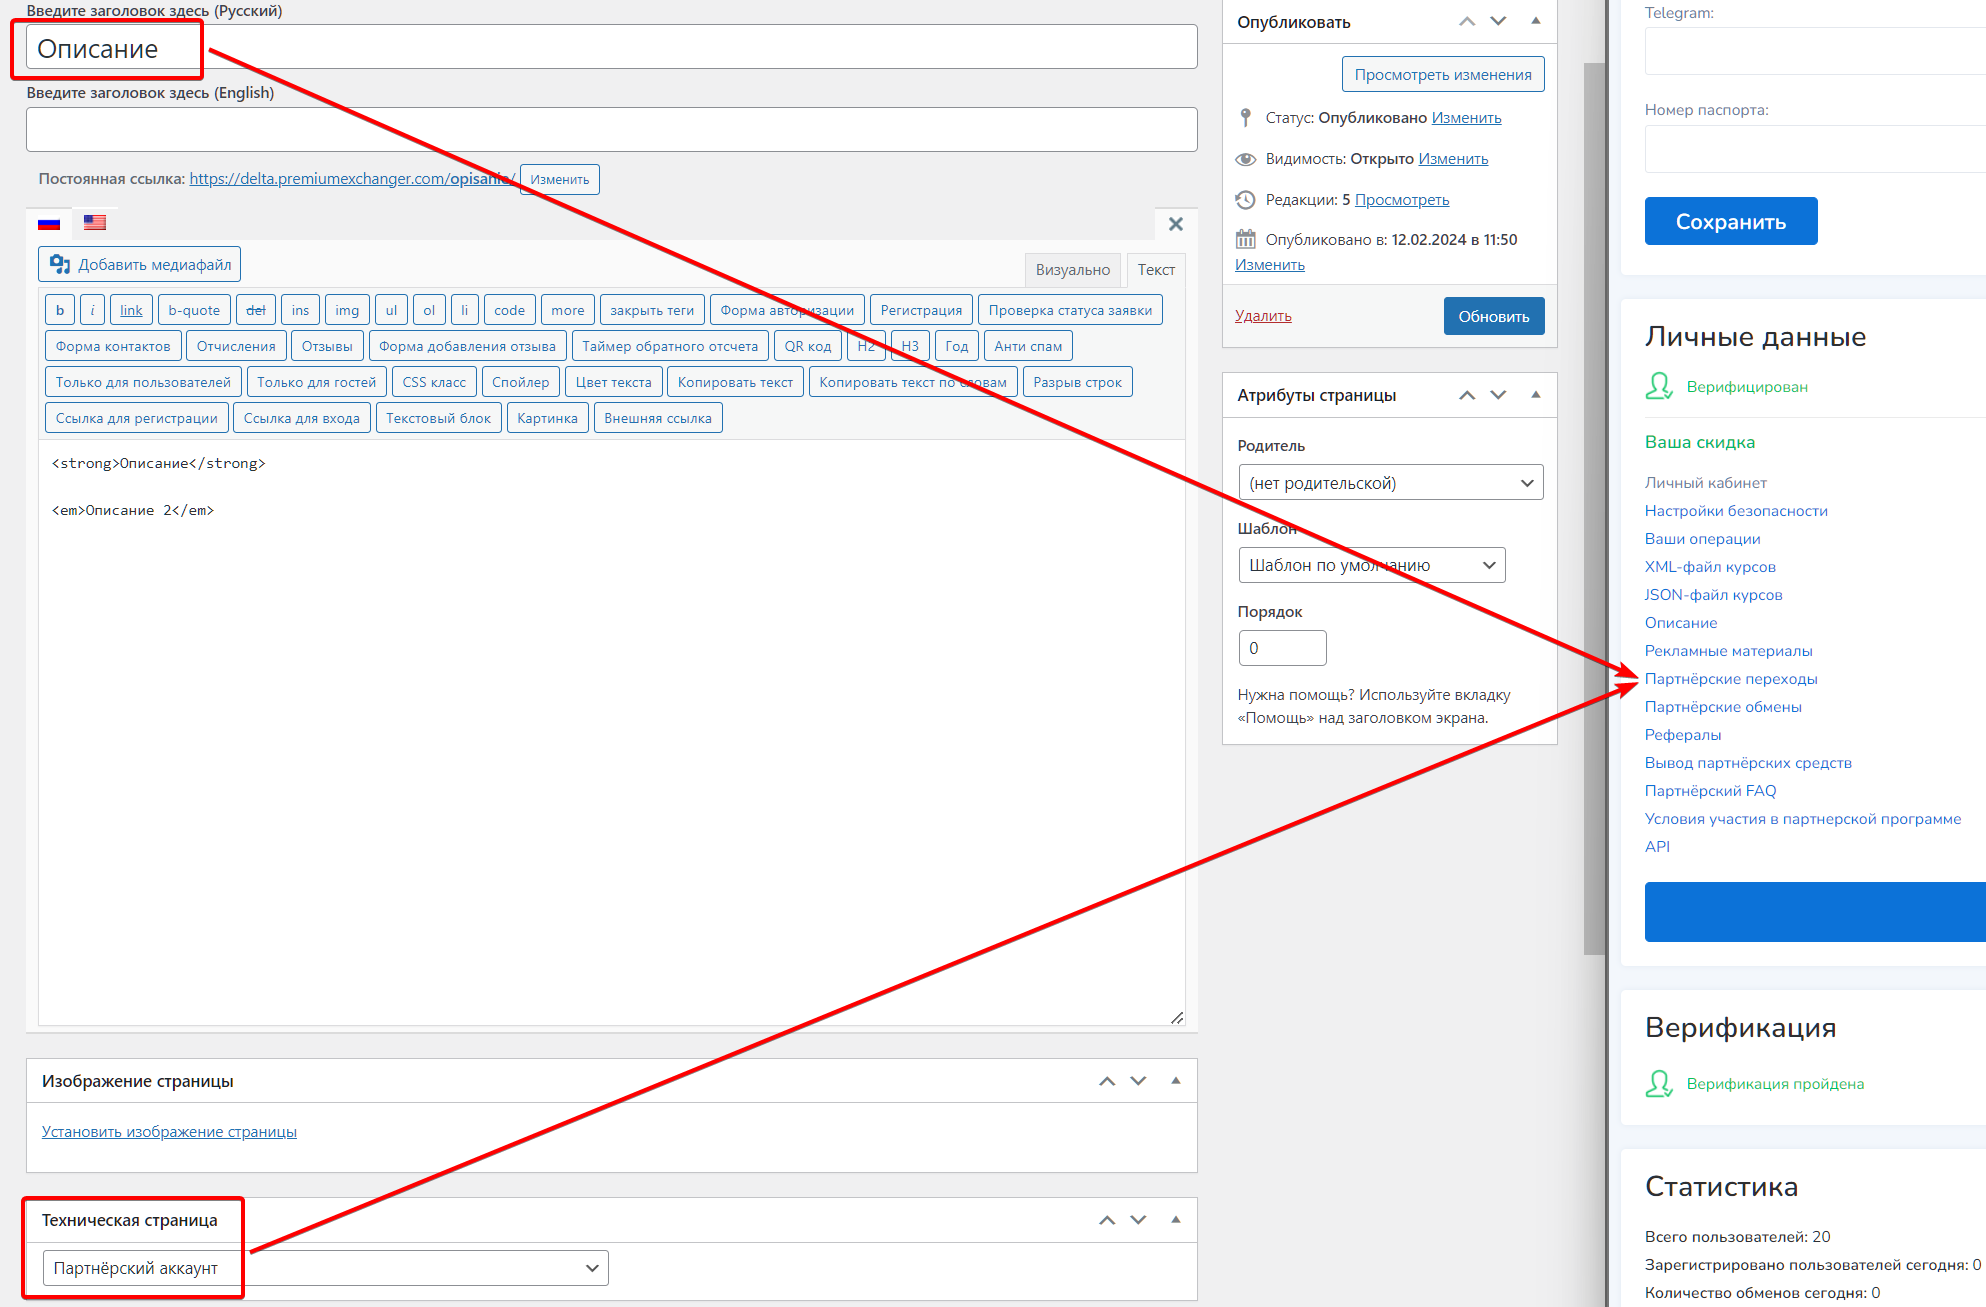 Введите заголовок здесь (Русский)
Описание
Введите заголовок здесь (English)
Постоянная ссылка: https://delta.premiumexchanger.com/opisanie/ Изменить
Добавить медиафайл
Визуально Текст
b i link b-quote del ins img ul ol li code more закрыть теги Форма авторизации Регистрация Проверка статуса заявки
Форма контактов Отчисления Отзывы Форма добавления отзыва Таймер обратного отсчета QR код H2 H3 Год Анти спам
Только для пользователей Только для гостей CSS класс Спойлер Цвет текста Копировать текст Копировать текст по словам Разрыв строк
Ссылка для регистрации Ссылка для входа Текстовый блок Картинка Внешняя ссылка
<strong>Описание</strong>
<em>Описание 2</em>
Изображение страницы
Установить изображение страницы
Техническая страница
Партнёрский аккаунт
Опубликовать
Просмотреть изменения
Статус: Опубликовано Изменить
Видимость: Открыто Изменить
Редакции: 5 Просмотреть
Опубликовано в: 12.02.2024 в 11:50
Изменить
Удалить Обновить
Атрибуты страницы
Родитель
(нет родительской)
Шаблон
Шаблон по умолчанию
Порядок
0
Нужна помощь? Используйте вкладку
«Помощь» над заголовком экрана.
Telegram:
Номер паспорта:
Сохранить
Личные данные
Верифицирован
Ваша скидка
Личный кабинет
Настройки безопасности
Ваши операции
XML-файл курсов
JSON-файл курсов
Описание
Рекламные материалы
Партнёрские переходы
Партнёрские обмены
Рефералы
Вывод партнёрских средств
Партнёрский FAQ
Условия участия в партнерской программе
API
Верификация
Верификация пройдена
Статистика
Всего пользователей: 20
Зарегистрировано пользователей сегодня: 0
Количество обменов сегодня: 0